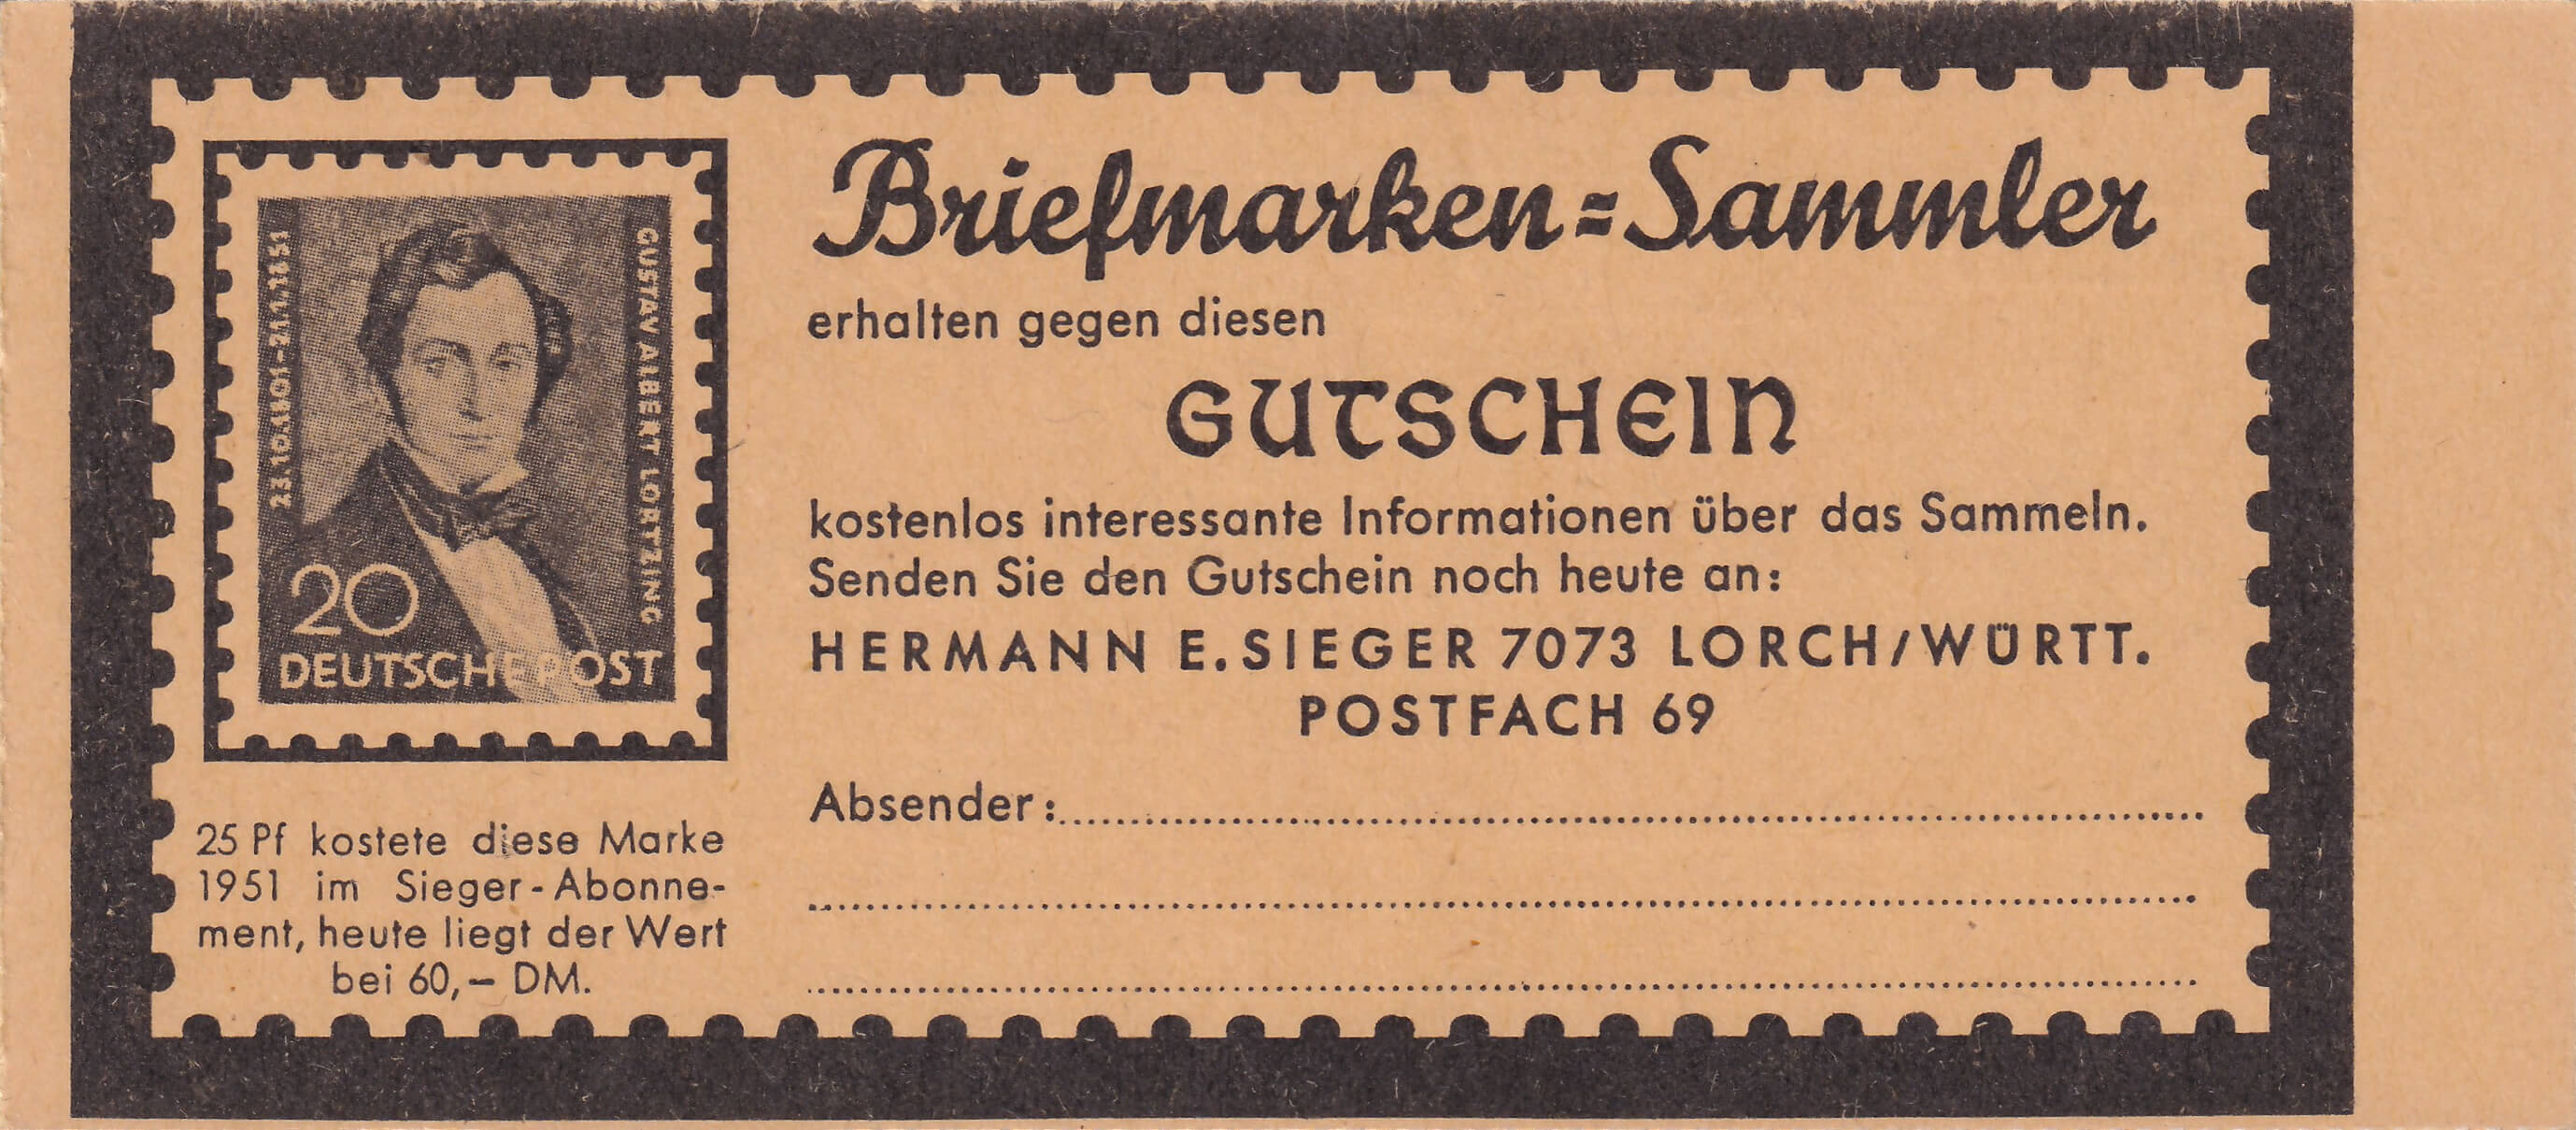 23.10.1801-21.1.1851
GUSTAV ALBERT LORTZING
20
DEUTSCHE POST
25 Pf kostete diese Marke
1951 im Sieger-Abonne-
ment, heute liegt der Wert
bei 60,– DM.
Briefmarken=Sammler
erhalten gegen diesen
GUTSCHEIN
kostenlos interessante Informationen über das Sammeln.
Senden Sie den Gutschein noch heute an:
HERMANN E. SIEGER 7073 LORCH/WÜRTT.
POSTFACH 69
Absender: